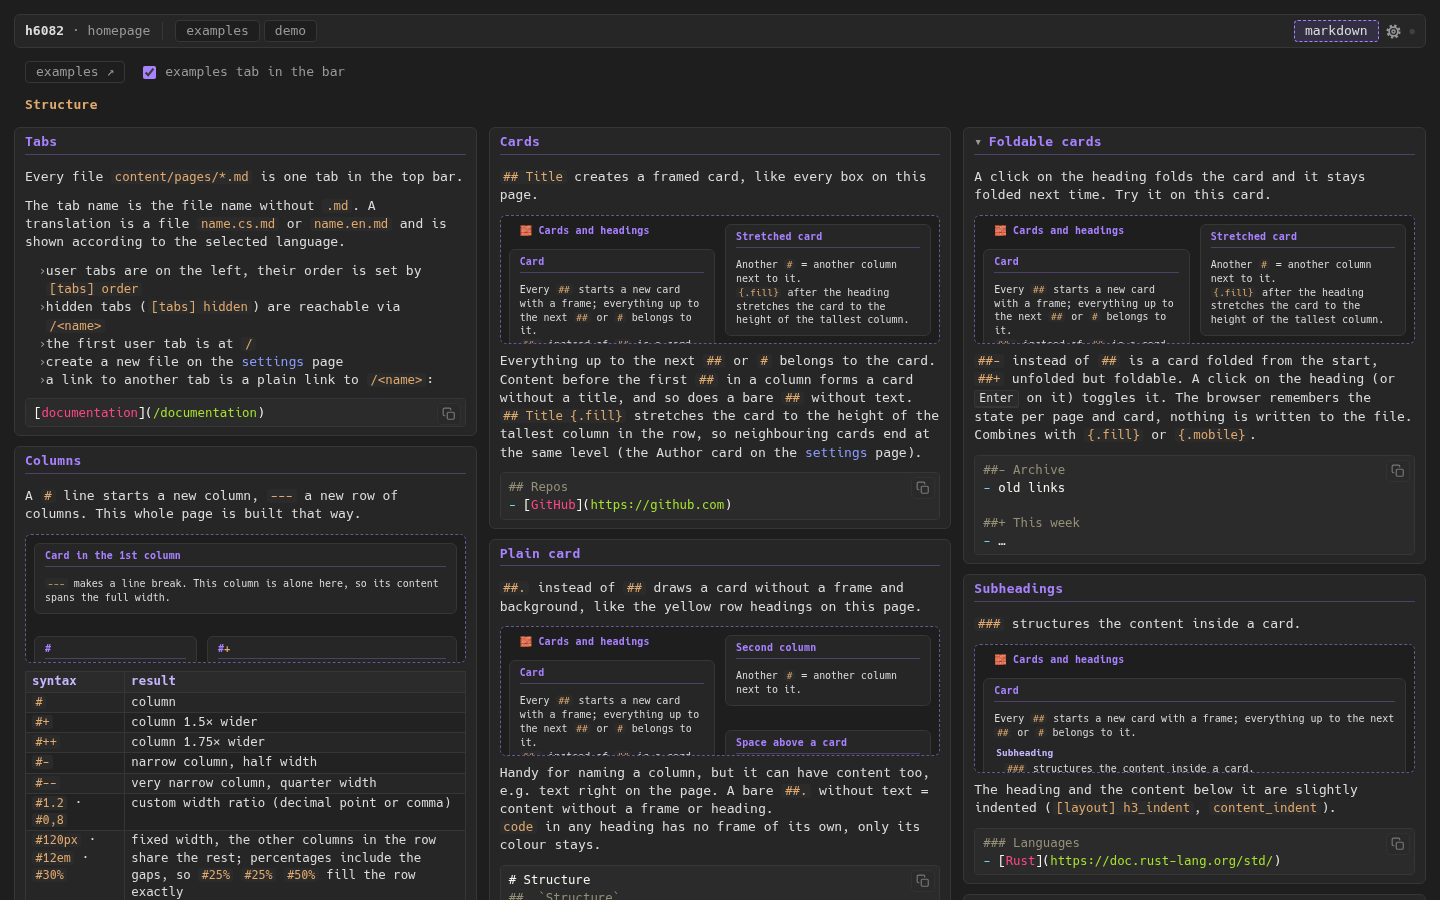 h6082 · homepage examples demo markdown
examples ↗ examples tab in the bar
Structure
Tabs
Every file content/pages/*.md is one tab in the top bar.
The tab name is the file name without .md. A
translation is a file name.cs.md or name.en.md and is
shown according to the selected language.
›user tabs are on the left, their order is set by
[tabs] order
›hidden tabs ([tabs] hidden) are reachable via
/<name>
›the first user tab is at /
›create a new file on the settings page
›a link to another tab is a plain link to /<name>:
[documentation](/documentation)
Columns
A # line starts a new column, --- a new row of
columns. This whole page is built that way.
Card in the 1st column
--- makes a line break. This column is alone here, so its content
spans the full width.
# #+
syntax result
# column
#+ column 1.5× wider
#++ column 1.75× wider
#- narrow column, half width
#-- very narrow column, quarter width
#1.2 · custom width ratio (decimal point or comma)
#0,8
#120px · fixed width, the other columns in the row
#12em · share the rest; percentages include the
#30% gaps, so #25% #25% #50% fill the row
exactly
Cards
## Title creates a framed card, like every box on this
page.
🧱 Cards and headings
Card
Every ## starts a new card
with a frame; everything up to
the next ## or # belongs to
it.
Stretched card
Another # = another column
next to it.
{.fill} after the heading
stretches the card to the
height of the tallest column.
Everything up to the next ## or # belongs to the card.
Content before the first ## in a column forms a card
without a title, and so does a bare ## without text.
## Title {.fill} stretches the card to the height of the
tallest column in the row, so neighbouring cards end at
the same level (the Author card on the settings page).
## Repos
- [GitHub](https://github.com)
Plain card
##. instead of ## draws a card without a frame and
background, like the yellow row headings on this page.
🧱 Cards and headings
Card
Every ## starts a new card
with a frame; everything up to
the next ## or # belongs to
it.
Second column
Another # = another column
next to it.
Space above a card
Handy for naming a column, but it can have content too,
e.g. text right on the page. A bare ##. without text =
content without a frame or heading.
code in any heading has no frame of its own, only its
colour stays.
# Structure
##. `Structure`
▾ Foldable cards
A click on the heading folds the card and it stays
folded next time. Try it on this card.
🧱 Cards and headings
Card
Every ## starts a new card
with a frame; everything up to
the next ## or # belongs to
it.
Stretched card
Another # = another column
next to it.
{.fill} after the heading
stretches the card to the
height of the tallest column.
##- instead of ## is a card folded from the start,
##+ unfolded but foldable. A click on the heading (or
Enter on it) toggles it. The browser remembers the
state per page and card, nothing is written to the file.
Combines with {.fill} or {.mobile}.
##- Archive
- old links
##+ This week
- …
Subheadings
### structures the content inside a card.
🧱 Cards and headings
Card
Every ## starts a new card with a frame; everything up to the next
## or # belongs to it.
Subheading
### structures the content inside a card.
The heading and the content below it are slightly
indented ([layout] h3_indent, content_indent).
### Languages
- [Rust](https://doc.rust-lang.org/std/)